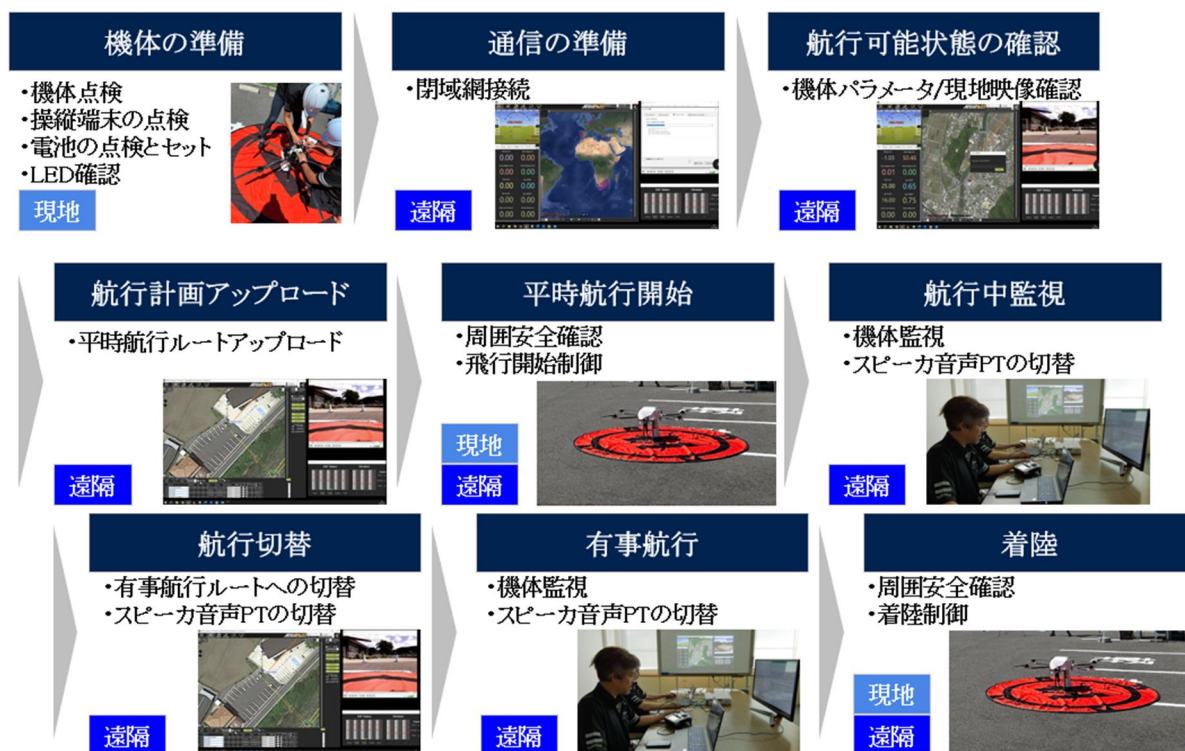 機体の準備
・機体点検
・操縦端末の点検
・電池の点検とセット
・LED確認
現地
通信の準備
・閉域網接続
遠隔
航行可能状態の確認
・機体パラメータ/現地映像確認
遠隔
航行計画アップロード
・平時航行ルートアップロード
遠隔
平時航行開始
・周囲安全確認
・飛行開始制御
現地
遠隔
航行中監視
・機体監視
・スピーカ音声PTの切替
遠隔
航行切替
・有事航行ルートへの切替
・スピーカ音声PTの切替
遠隔
有事航行
・機体監視
・スピーカ音声PTの切替
遠隔
着陸
・周囲安全確認
・着陸制御
現地
遠隔